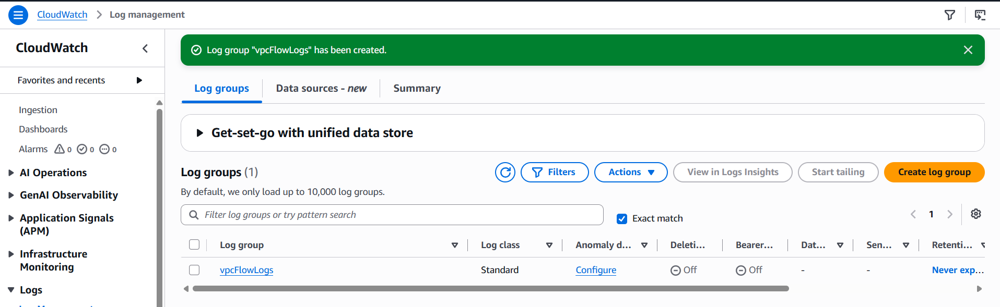 CloudWatch > Log management
CloudWatch
Favorites and recents
Ingestion
Dashboards
Alarms 0 0 0
AI Operations
GenAI Observability
Application Signals
(APM)
Infrastructure
Monitoring
Logs
Log group "vpcFlowLogs" has been created.
Log groups Data sources - new Summary
Get-set-go with unified data store
Log groups (1)
Filters Actions View in Logs Insights Start tailing Create log group
By default, we only load up to 10,000 log groups.
Filter log groups or try pattern search
Exact match
1
Log group Log class Anomaly d... Deleti... Bearer... Dat... Sen... Retenti...
vpcFlowLogs Standard Configure Off Off - - Never exp...